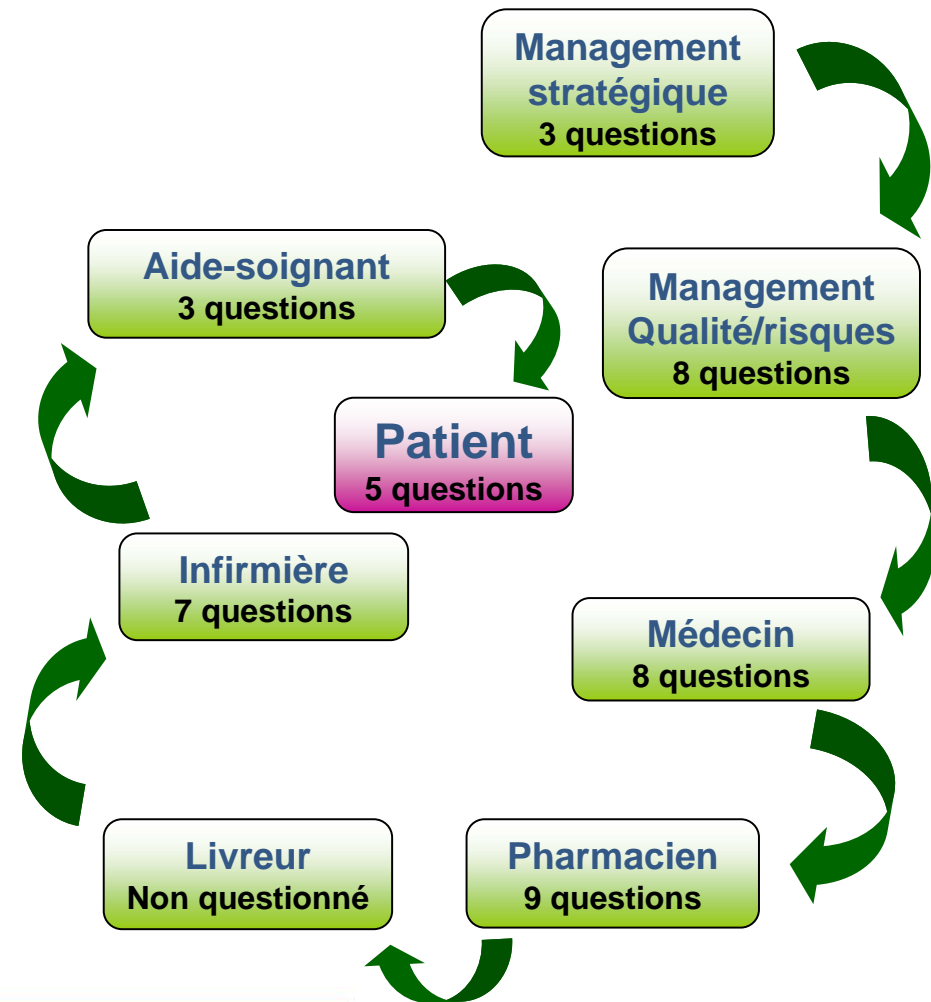 Management
stratégique
3 questions
Management
Qualité/risques
8 questions
Médecin
8 questions
Pharmacien
9 questions
Livreur
Non questionné
Infirmière
7 questions
Aide-soignant
3 questions
Patient
5 questions